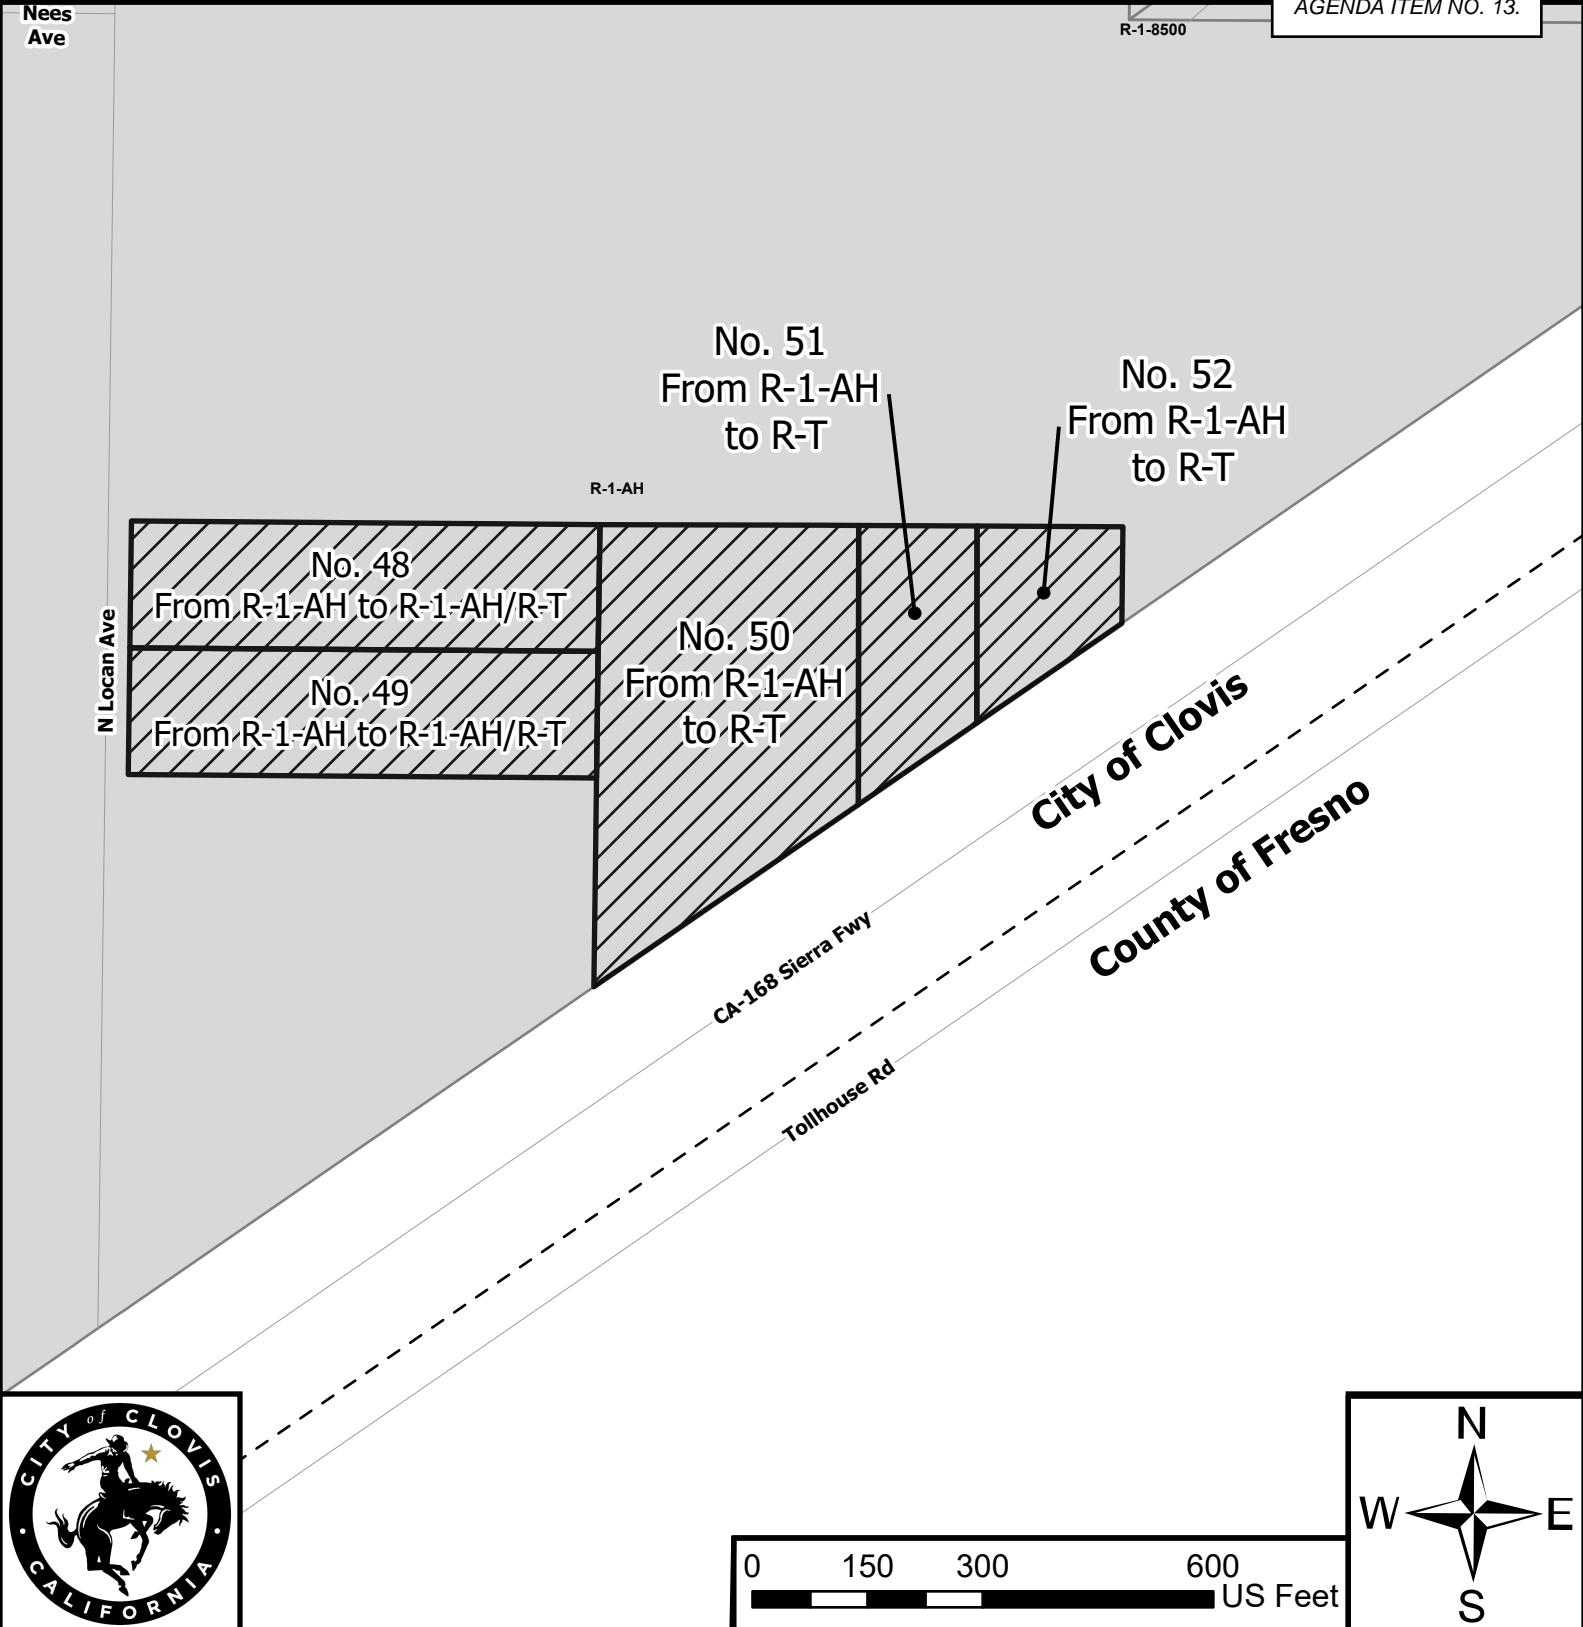 Nees
Ave
AGENDA ITEM NO. 13.
R-1-8500
No. 51
From R-1-AH
to R-T
No. 52
From R-1-AH
to R-T
R-1-AH
No. 48
From R-1-AH to R-1-AH/R-T
No. 49
From R-1-AH to R-1-AH/R-T
No. 50
From R-1-AH
to R-T
N Locan Ave
City of Clovis
County of Fresno
CA-168 Sierra Fwy
Tollhouse Rd
CITY of CLOVIS
CALIFORNIA
0 150 300 600
US Feet
N
W E
S